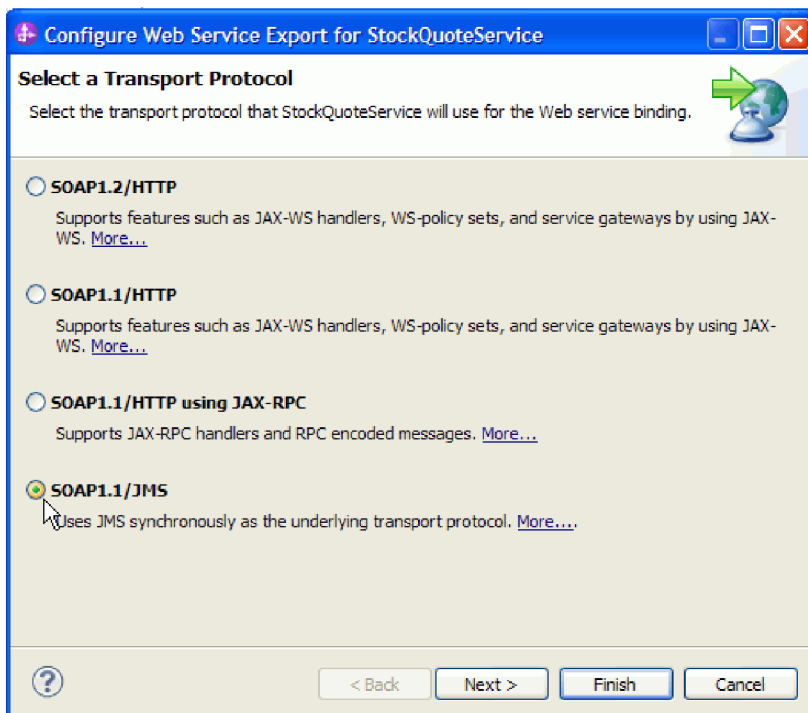 Configure Web Service Export for StockQuoteService
Select a Transport Protocol
Select the transport protocol that StockQuoteService will use for the Web service binding.
SOAP1.2/HTTP
Supports features such as JAX-WS handlers, WS-policy sets, and service gateways by using JAX-
WS. More...
SOAP1.1/HTTP
Supports features such as JAX-WS handlers, WS-policy sets, and service gateways by using JAX-
WS. More...
SOAP1.1/HTTP using JAX-RPC
Supports JAX-RPC handlers and RPC encoded messages. More...
SOAP1.1/JMS
Uses JMS synchronously as the underlying transport protocol. More....
?
< Back Next > Finish Cancel